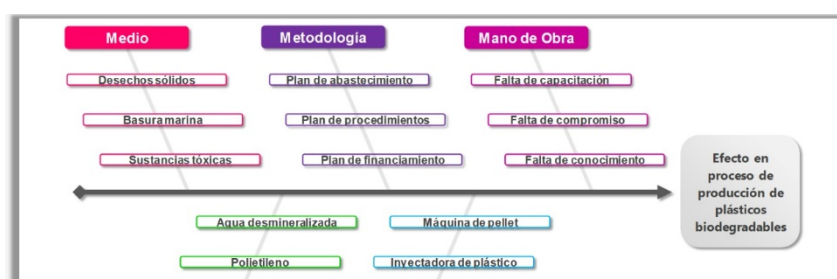 Medio
Metodología
Mano de Obra
Desechos sólidos
Plan de abastecimiento
Falta de capacitación
Basura marina
Plan de procedimientos
Falta de compromiso
Sustancias tóxicas
Plan de financiamiento
Falta de conocimiento
Efecto en
proceso de
producción de
plásticos
biodegradables
Agua desmineralizada
Máquina de pellet
Polietileno
Inyectadora de plástico